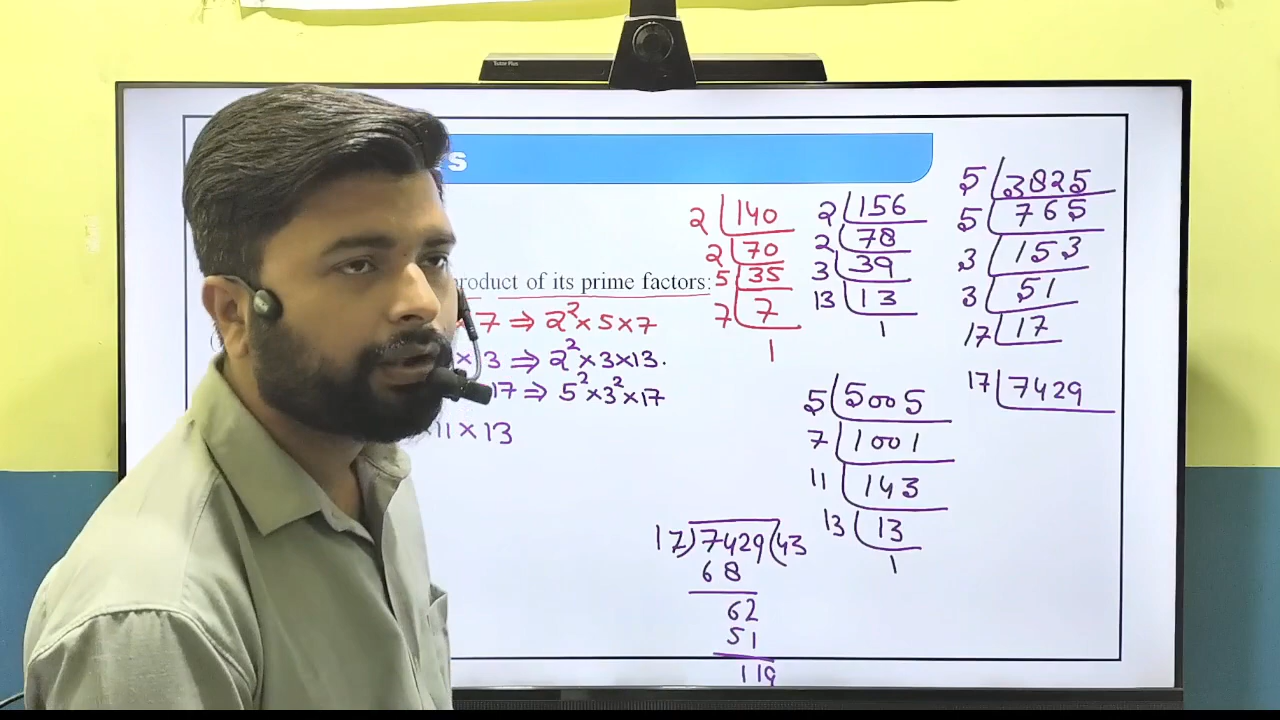 s
product of its prime factors:
× 7 ⇒ 2² × 5 × 7
× 13 ⇒ 2² × 3 × 13.
17 ⇒ 5² × 3² × 17
× 11 × 13
2 | 140
2 | 70
5 | 35
7 | 7
1
2 | 156
2 | 78
3 | 39
13 | 13
1
5 | 3825
5 | 765
3 | 153
3 | 51
17 | 17
5 | 5005
7 | 1001
11 | 143
13 | 13
1
17 | 7429
17) 7429 (43
68
62
51
119
Tutor Plus